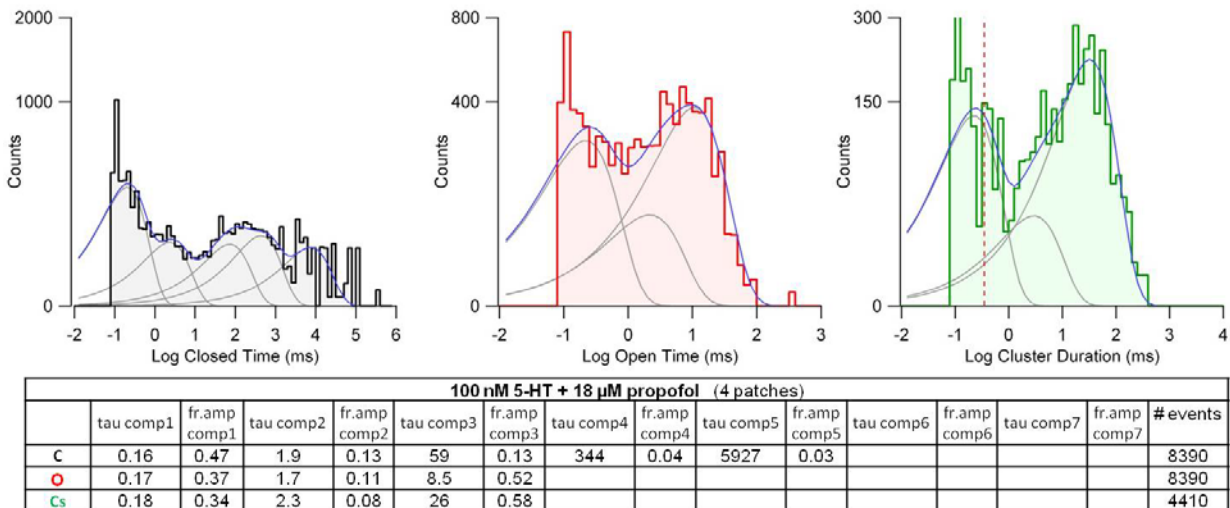 2000
1000
0
Counts
-2 -1 0 1 2 3 4 5 6
Log Closed Time (ms)
800
400
0
Counts
-2 -1 0 1 2 3
Log Open Time (ms)
300
150
0
Counts
-2 -1 0 1 2 3 4
Log Cluster Duration (ms)
100 nM 5-HT + 18 µM propofol (4 patches)
tau comp1 fr.amp comp1 tau comp2 fr.amp comp2 tau comp3 fr.amp comp3 tau comp4 fr.amp comp4 tau comp5 fr.amp comp5 tau comp6 fr.amp comp6 tau comp7 fr.amp comp7 # events
C 0.16 0.47 1.9 0.13 59 0.13 344 0.04 5927 0.03 8390
O 0.17 0.37 1.7 0.11 8.5 0.52 8390
Cs 0.18 0.34 2.3 0.08 26 0.58 4410